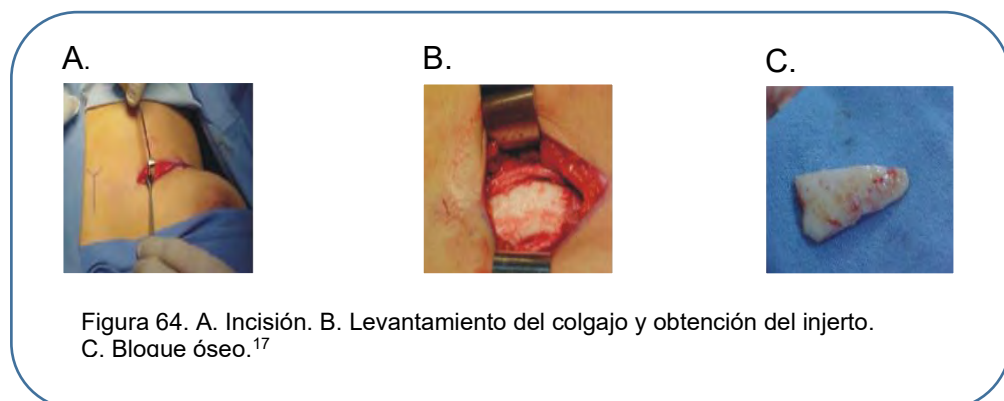 A.
B.
C.
Figura 64. A. Incisión. B. Levantamiento del colgajo y obtención del injerto.
C. Bloque óseo.17